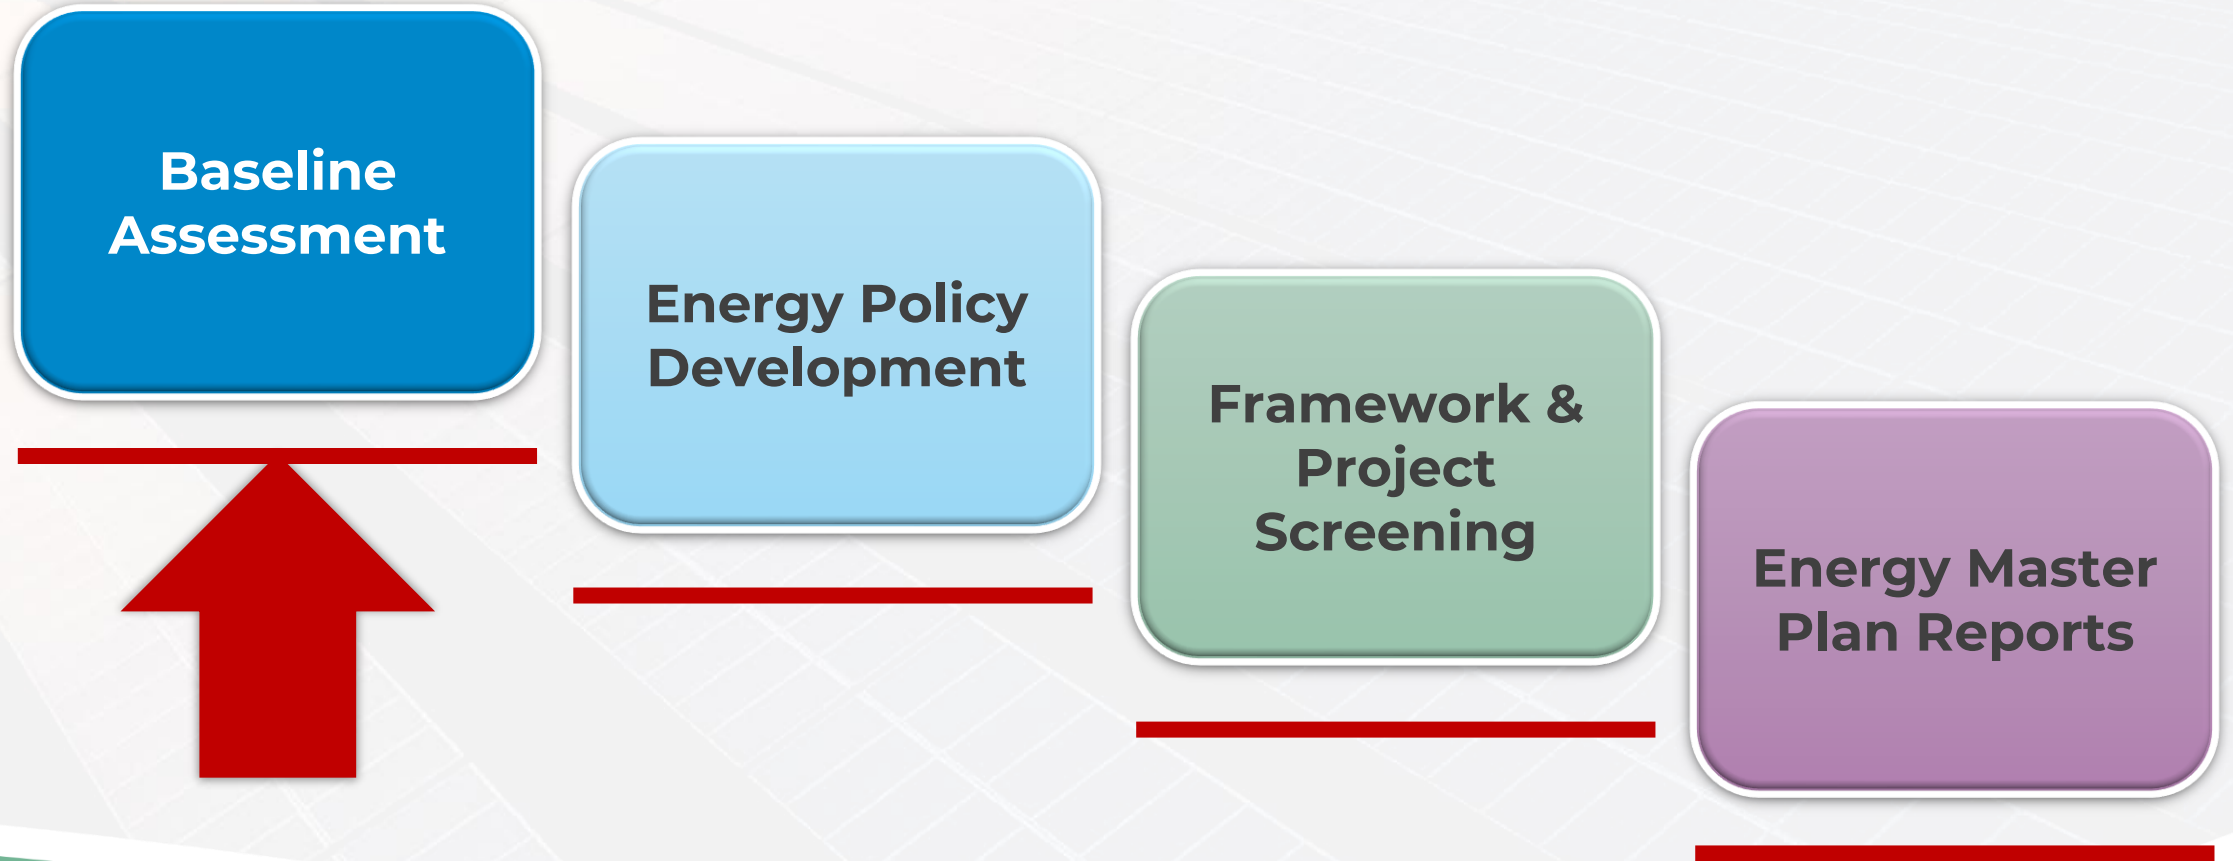 Baseline
Assessment
Energy Policy
Development
Framework &
Project
Screening
Energy Master
Plan Reports